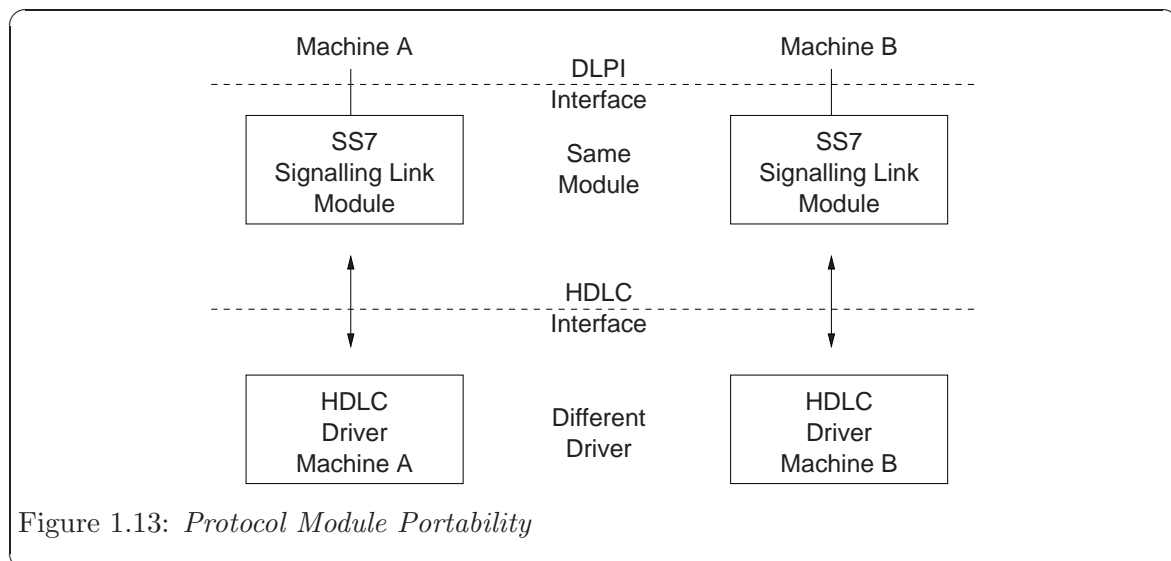 Machine A
Machine B
DLPI
Interface
SS7
Signalling Link
Module
Same
Module
SS7
Signalling Link
Module
HDLC
Interface
HDLC
Driver
Machine A
Different
Driver
HDLC
Driver
Machine B
Figure 1.13: Protocol Module Portability